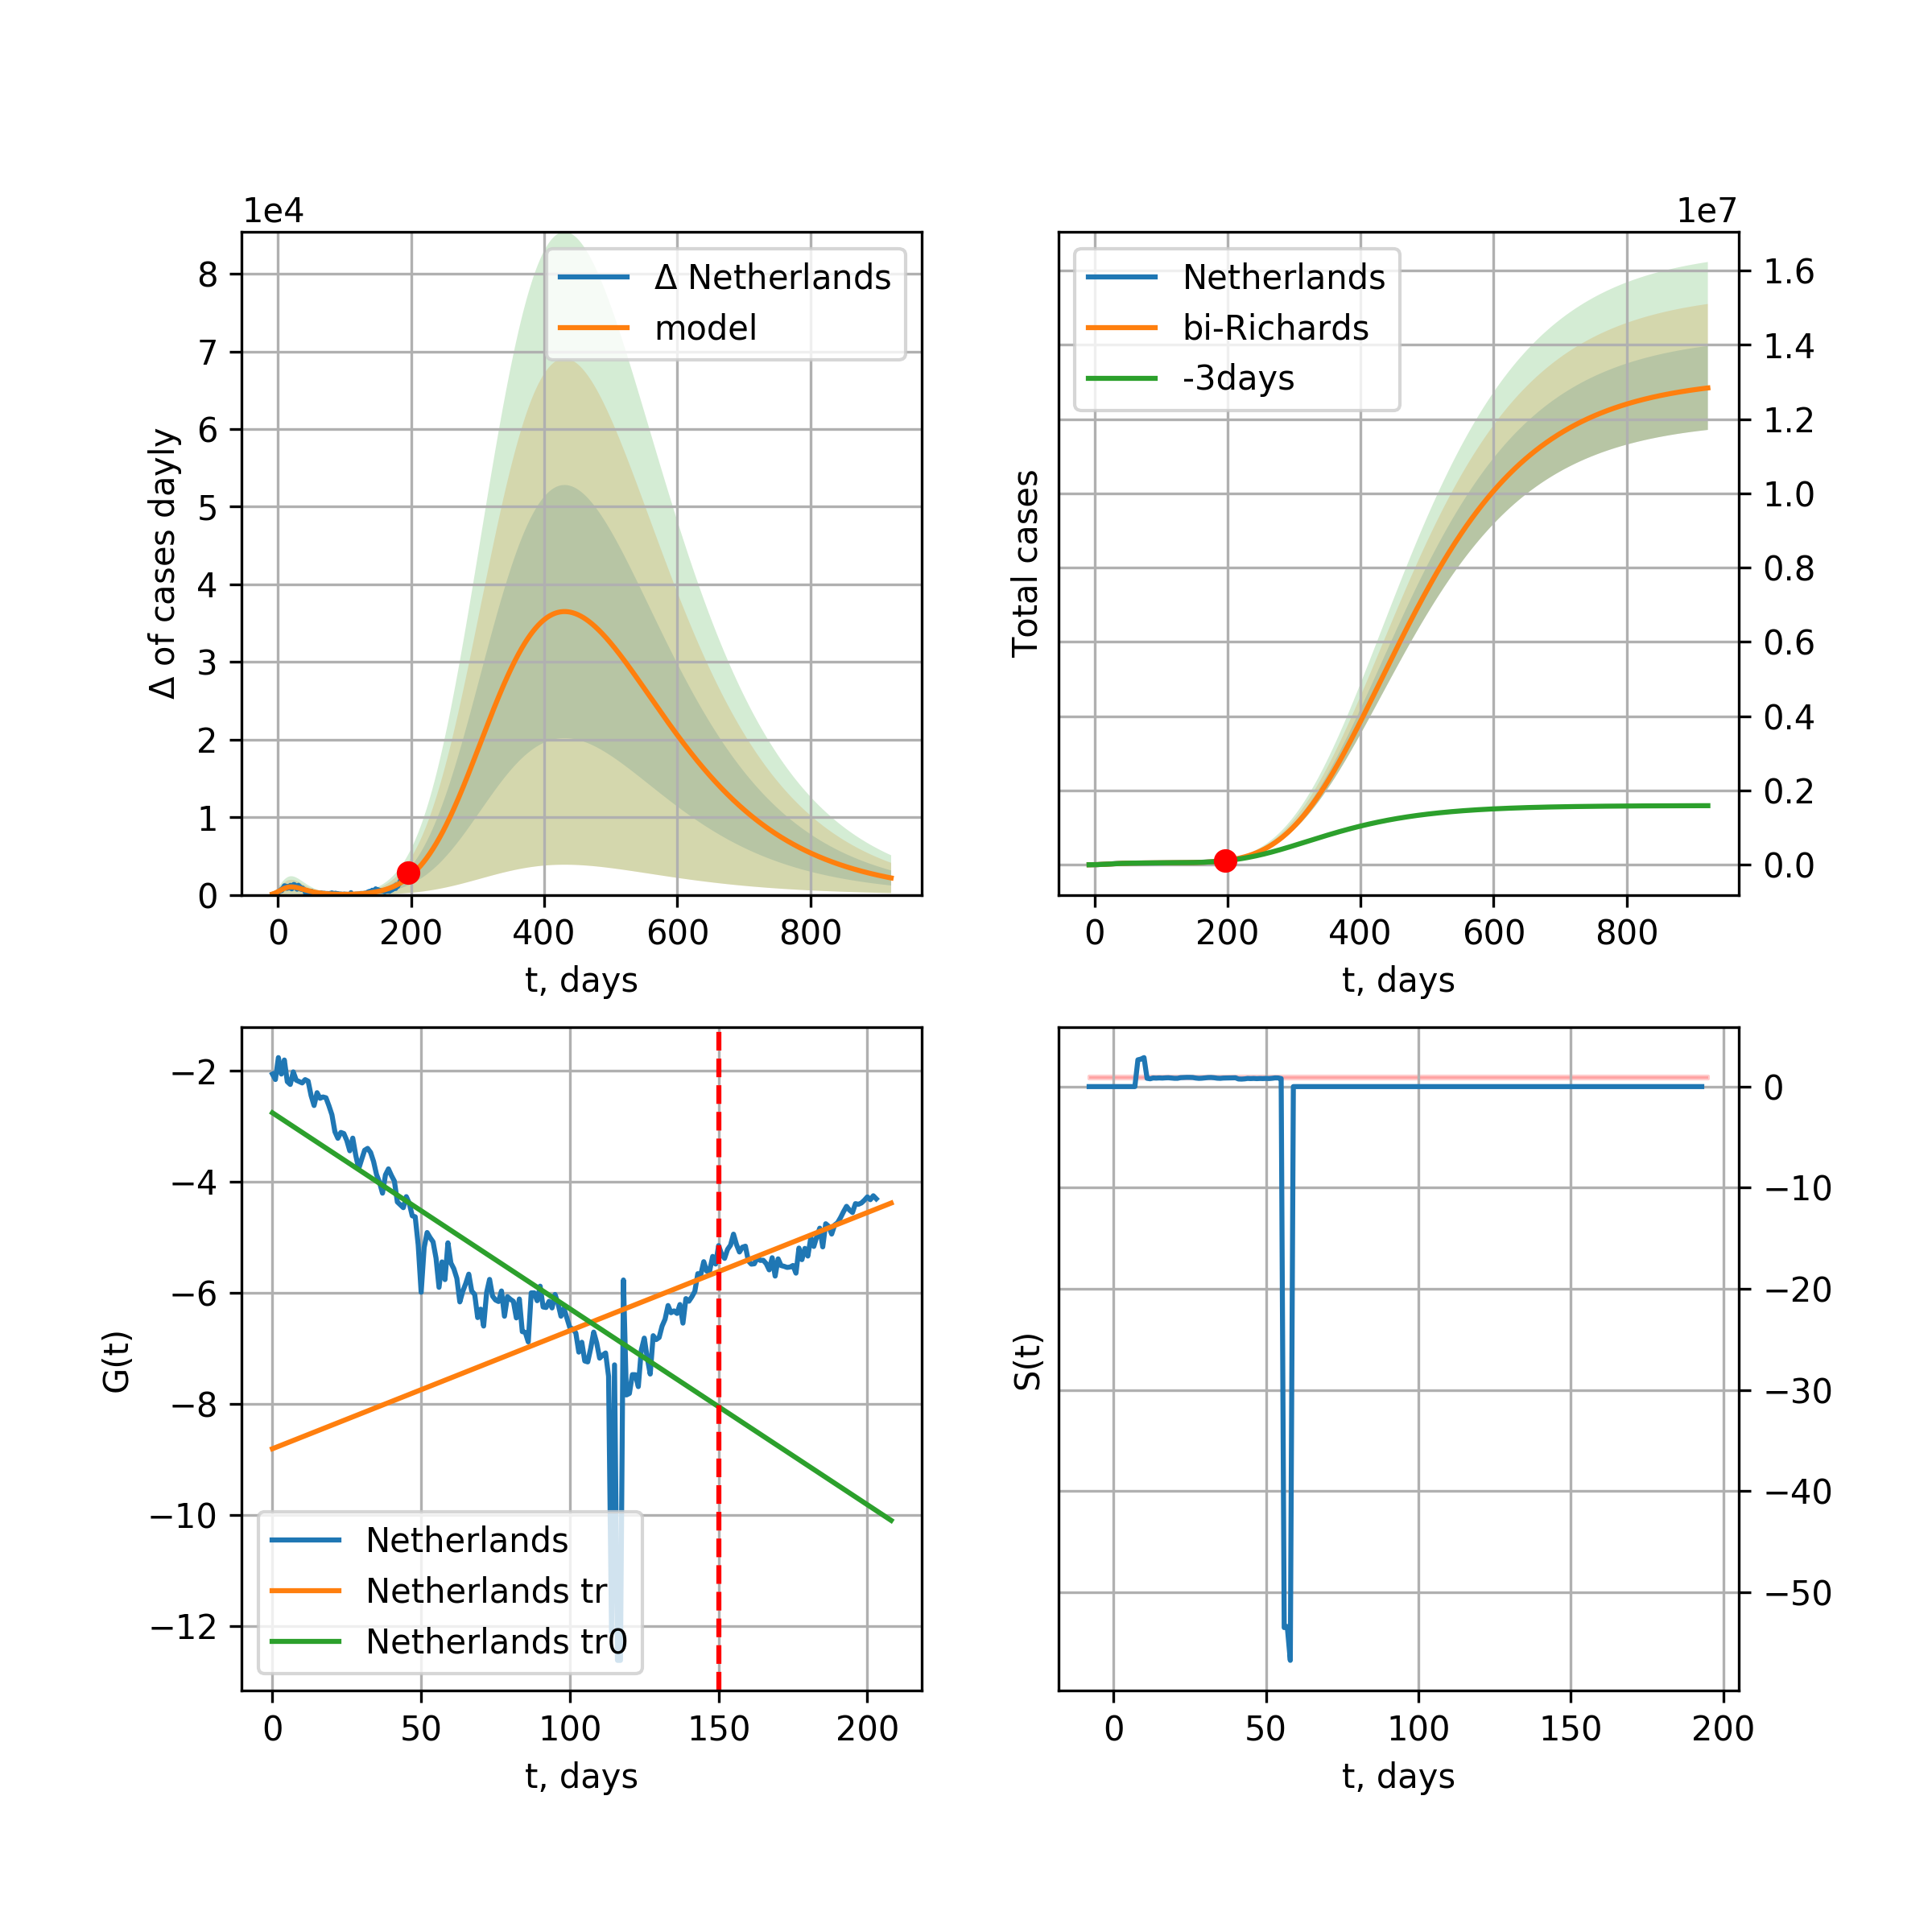 1e4
8
7
6
5
4
3
2
1
0
Δ of cases dayly
Δ Netherlands
model
0 200 400 600 800
t, days
1e7
1.6
1.4
1.2
1.0
0.8
0.6
0.4
0.2
0.0
Total cases
Netherlands
bi-Richards
-3days
0 200 400 600 800
t, days
−2
−4
−6
−8
−10
−12
G(t)
Netherlands
Netherlands tr
Netherlands tr0
0 50 100 150 200
t, days
0
−10
−20
−30
−40
−50
S(t)
0 50 100 150 200
t, days